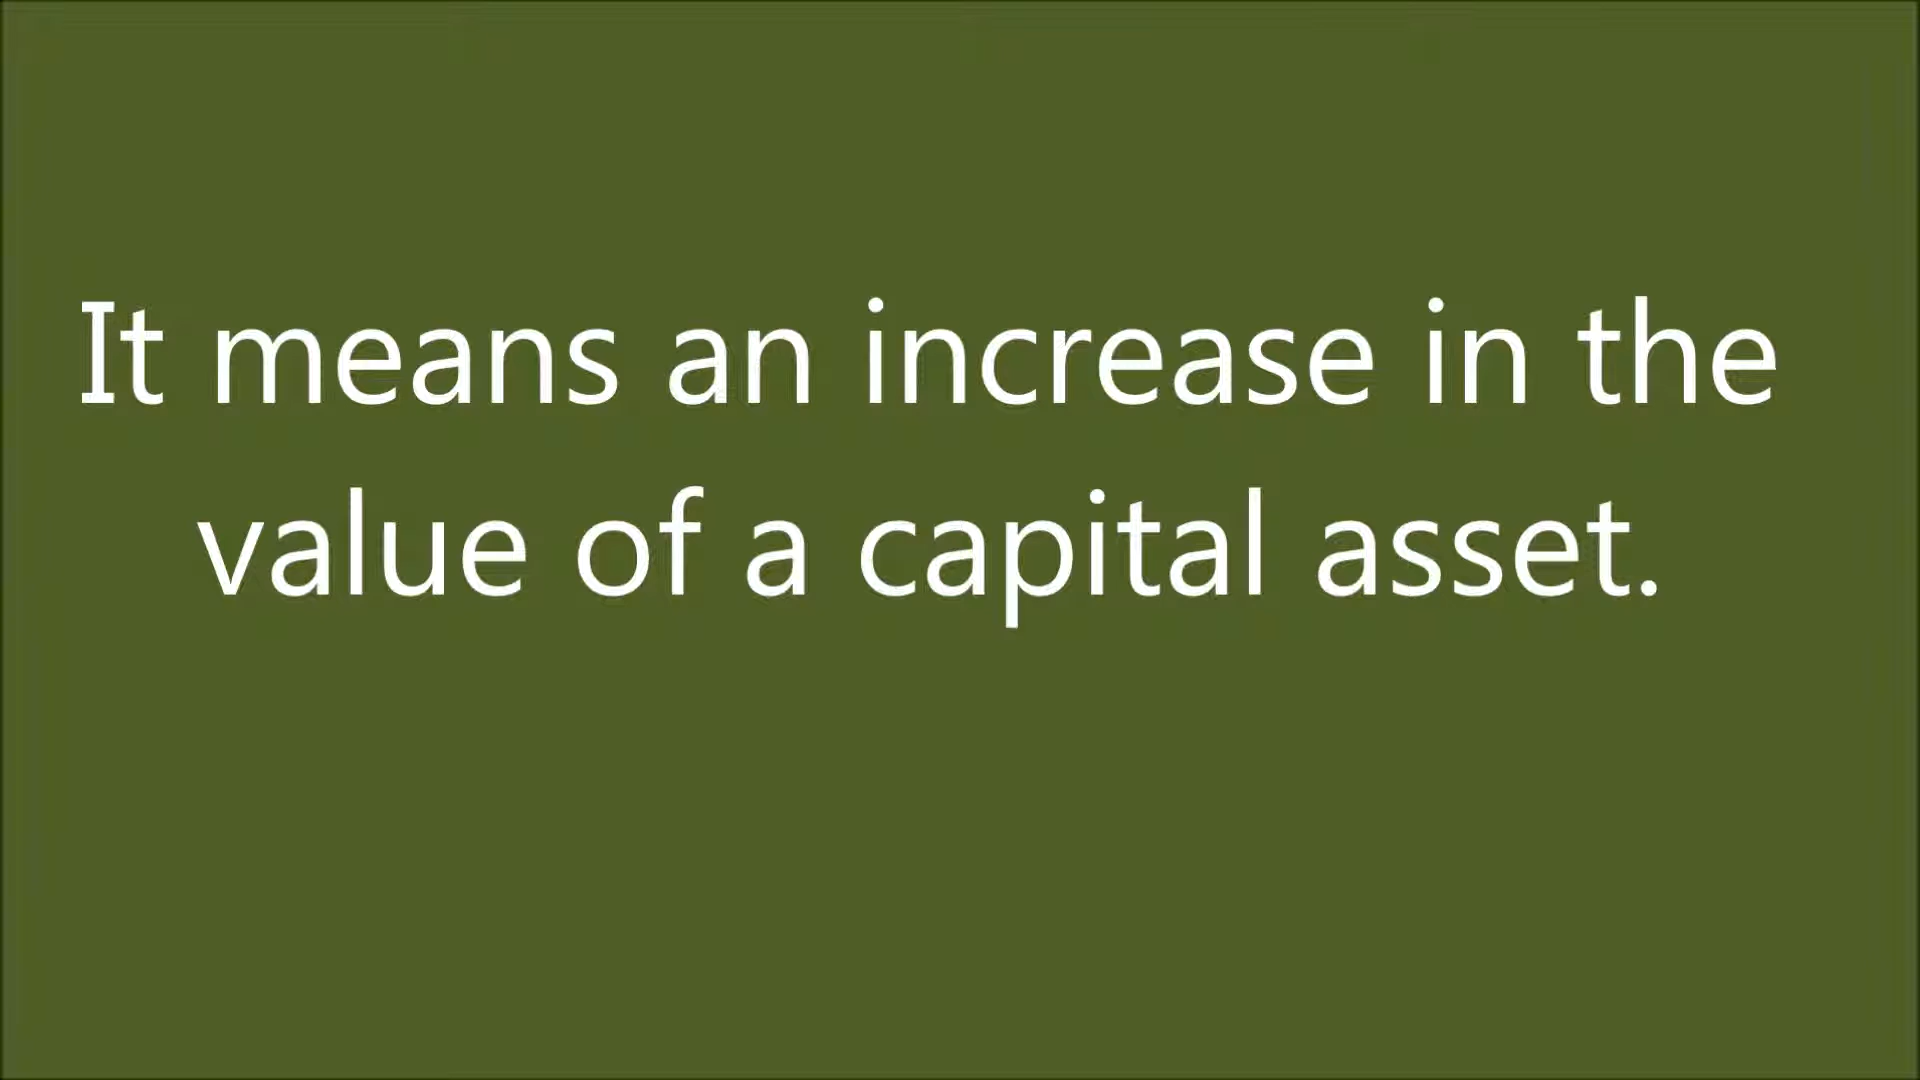 It means an increase in the
value of a capital asset.